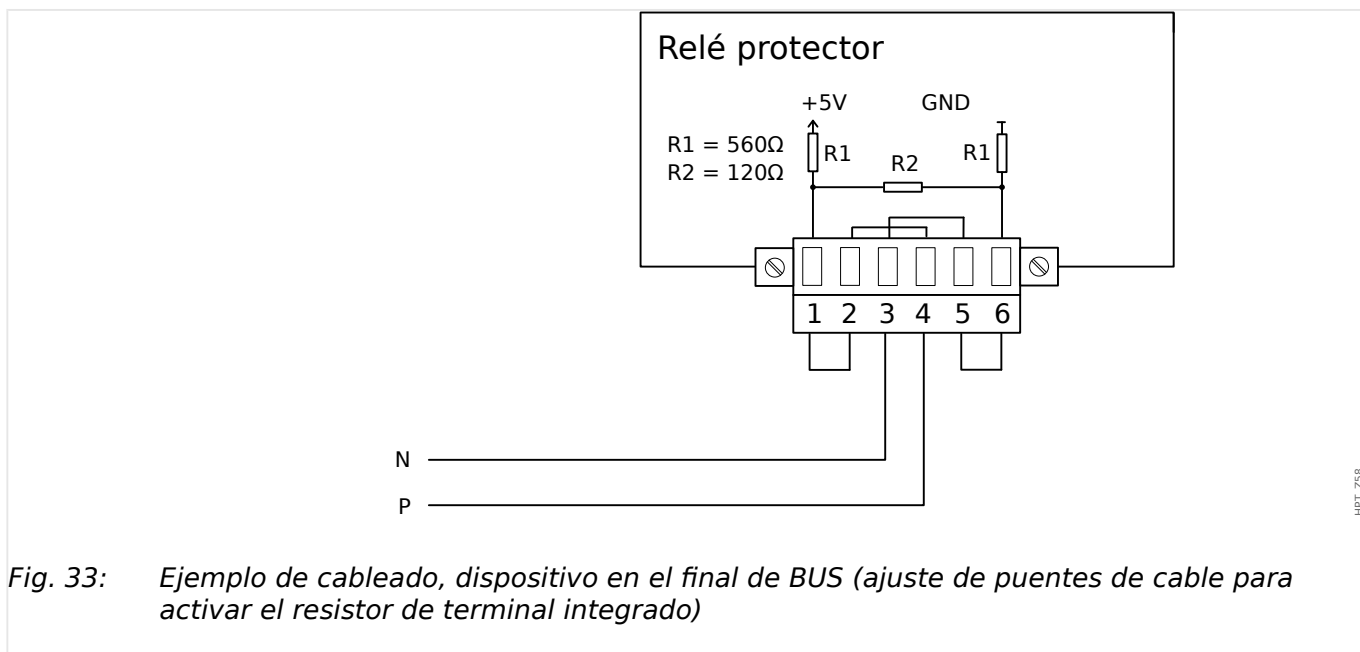 Relé protector
+5V GND
R1 = 560Ω
R2 = 120Ω
R1 R2 R1
1 2 3 4 5 6
N
P
HPT_Z58
Fig. 33: Ejemplo de cableado, dispositivo en el final de BUS (ajuste de puentes de cable para
activar el resistor de terminal integrado)